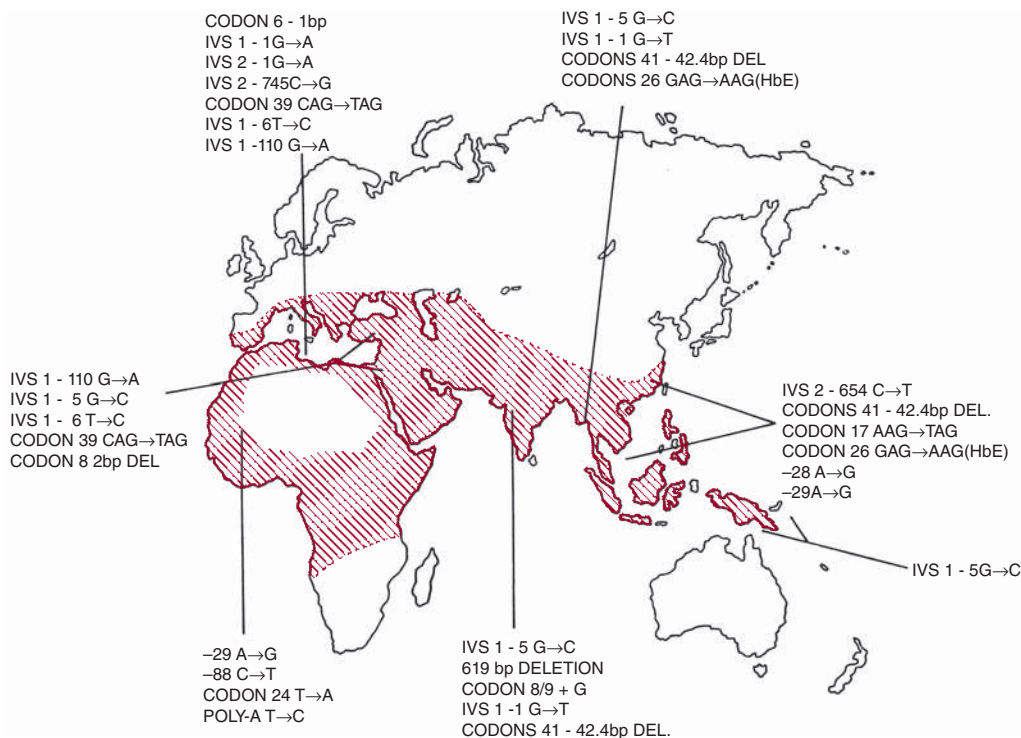 CODON 6 - 1bp
IVS 1 - 1G→A
IVS 2 - 1G→A
IVS 2 - 745C→G
CODON 39 CAG→TAG
IVS 1 - 6T→C
IVS 1 -110 G→A
IVS 1 - 5 G→C
IVS 1 - 1 G→T
CODONS 41 - 42.4bp DEL
CODONS 26 GAG→AAG(HbE)
IVS 1 - 110 G→A
IVS 1 - 5 G→C
IVS 1 - 6 T→C
CODON 39 CAG→TAG
CODON 8 2bp DEL
IVS 2 - 654 C→T
CODONS 41 - 42.4bp DEL.
CODON 17 AAG→TAG
CODON 26 GAG→AAG(HbE)
–28 A→G
–29A→G
IVS 1 - 5G→C
–29 A→G
–88 C→T
CODON 24 T→A
POLY-A T→C
IVS 1 - 5 G→C
619 bp DELETION
CODON 8/9 + G
IVS 1 -1 G→T
CODONS 41 - 42.4bp DEL.